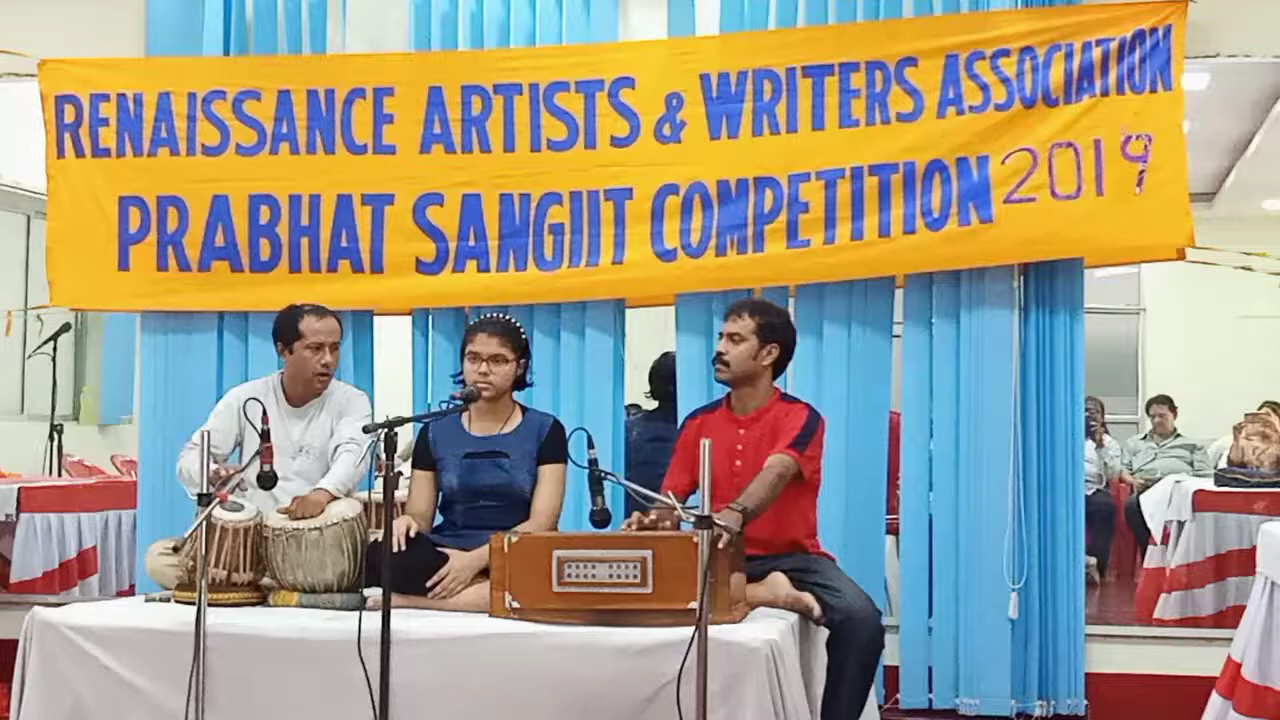 RENAISSANCE ARTISTS & WRITERS ASSOCIATION
PRABHAT SANGIIT COMPETITION 2019